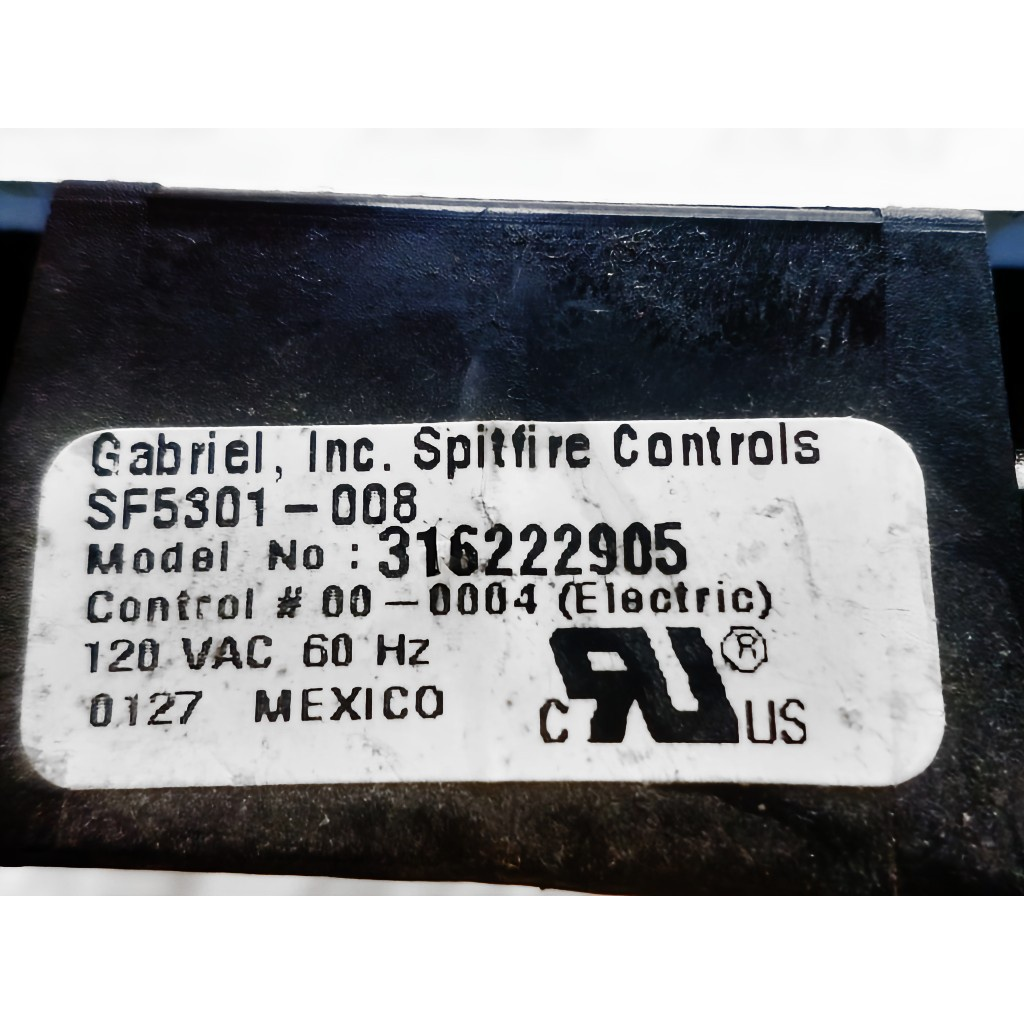 Gabriel, Inc. Spitfire Controls
SF5301-008
Model No : 316222905
Control # 00-0004 (Electric)
120 VAC 60 Hz
0127 MEXICO
C RU ® US